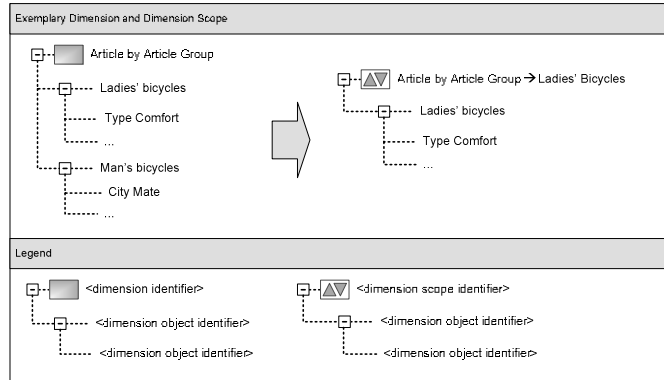 Exemplary Dimension and Dimension Scope
Article by Article Group
Ladies' bicycles
Type Comfort
...
Man's bicycles
City Mate
...
Article by Article Group → Ladies' Bicycles
Ladies' bicycles
Type Comfort
...
Legend
<dimension identifier>
<dimension object identifier>
<dimension object identifier>
<dimension scope identifier>
<dimension object identifier>
<dimension object identifier>